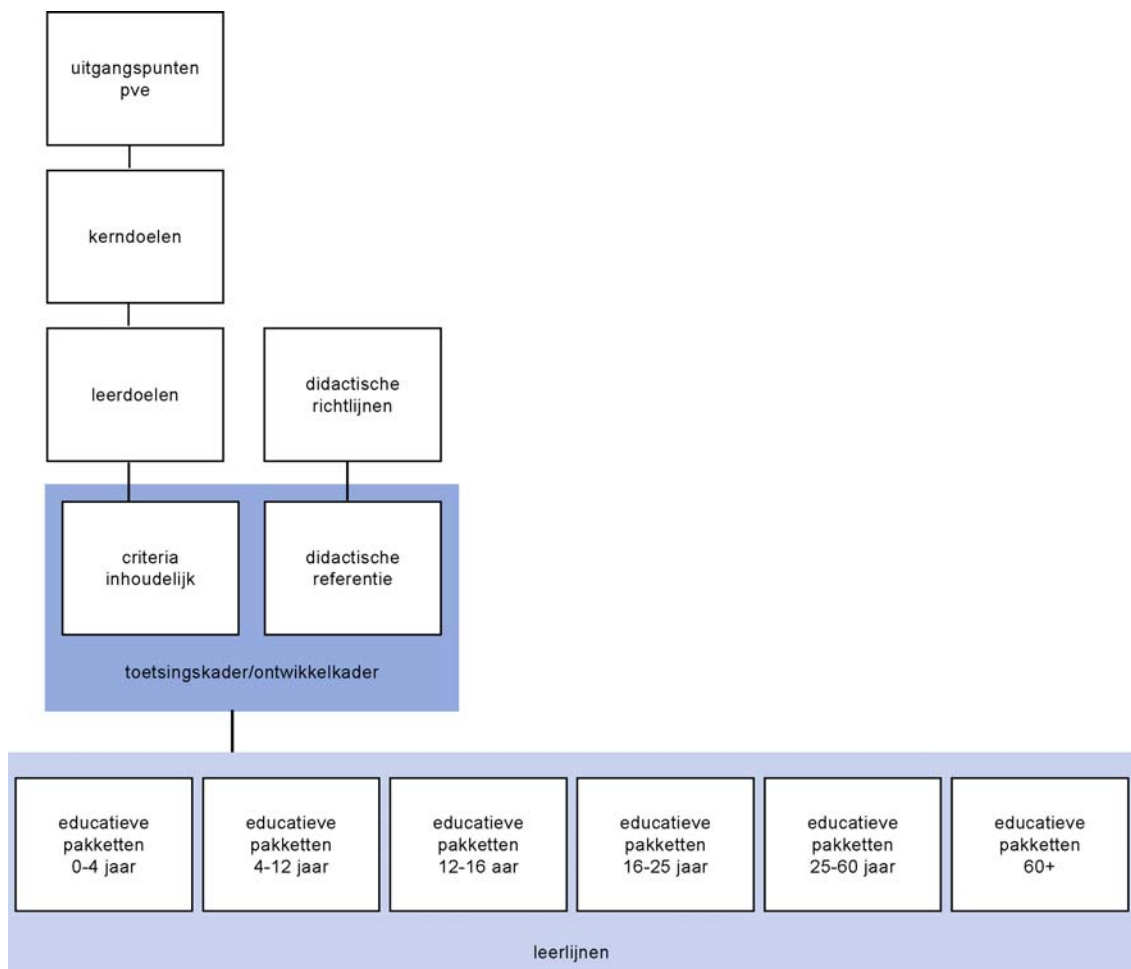 uitgangspunten
pve
kerndoelen
leerdoelen
didactische
richtlijnen
criteria
inhoudelijk
didactische
referentie
toetsingskader/ontwikkelkader
educatieve
pakketten
0-4 jaar
educatieve
pakketten
4-12 jaar
educatieve
pakketten
12-16 aar
educatieve
pakketten
16-25 jaar
educatieve
pakketten
25-60 jaar
educatieve
pakketten
60+
leerlijnen